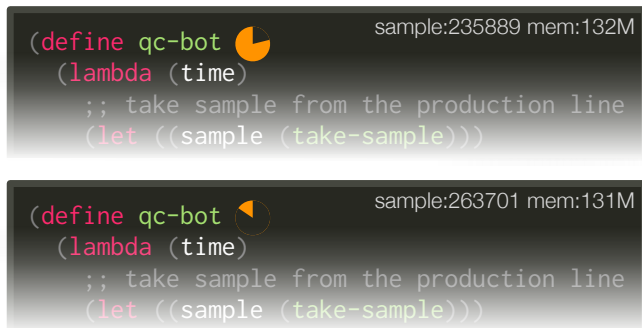 sample:235889 mem:132M
(define qc-bot
(lambda (time)
;; take sample from the production line
(let ((sample (take-sample)))
sample:263701 mem:131M
(define qc-bot
(lambda (time)
;; take sample from the production line
(let ((sample (take-sample)))